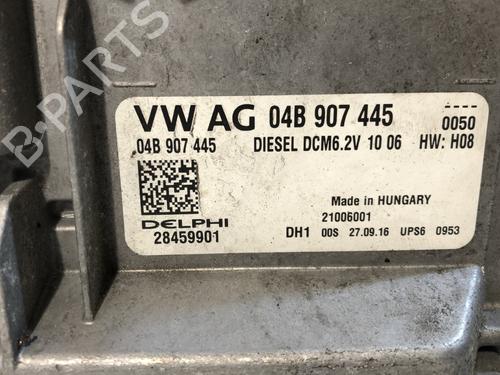 B-PARTS
VW AG 04B 907 445
----
0050
04B 907 445 DIESEL DCM6.2V 10 06 HW: H08
Made in HUNGARY
21006001
DELPHI
28459901
DH1 00S 27.09.16 UPS6 0953